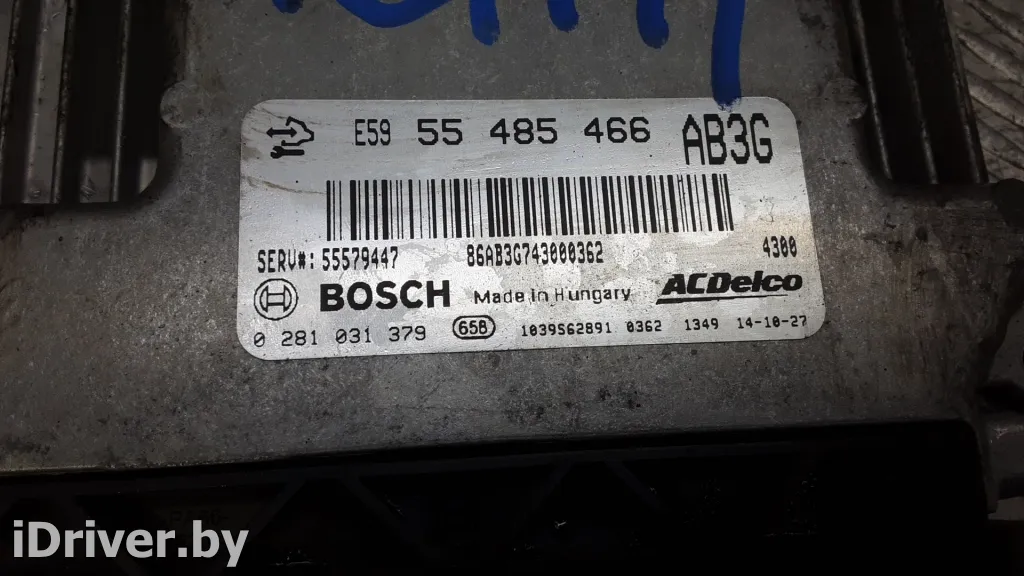 E59 55 485 466 AB3G
SERV#: 55579447 86AB3G743000362 4300
BOSCH Made in Hungary ACDelco
0 281 031 379 658 1039S62891 0362 1349 14-10-27
iDriver.by